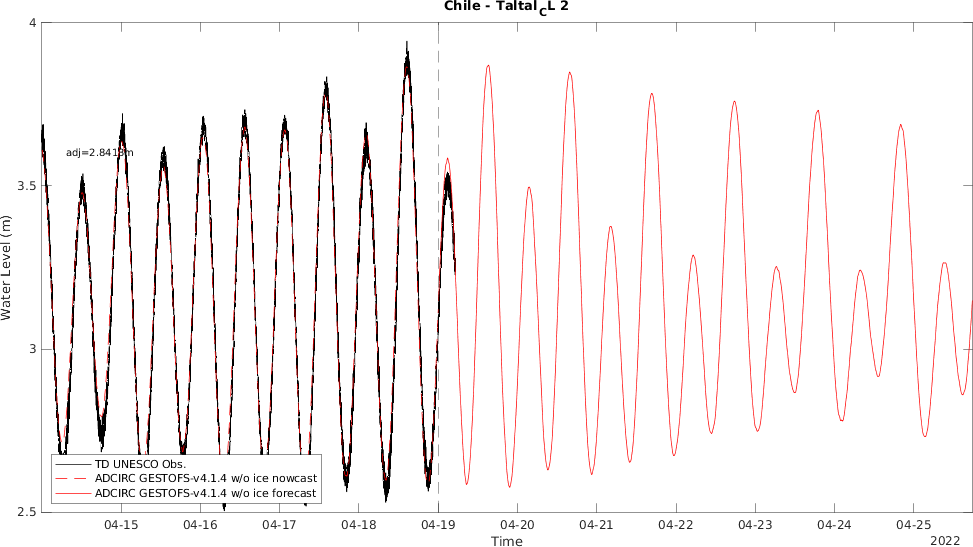 Chile - Taltal_CL 2
4
3.5
3
2.5
Water Level (m)
adj=2.8413m
TD UNESCO Obs.
ADCIRC GESTOFS-v4.1.4 w/o ice nowcast
ADCIRC GESTOFS-v4.1.4 w/o ice forecast
04-15 04-16 04-17 04-18 04-19 04-20 04-21 04-22 04-23 04-24 04-25
Time
2022